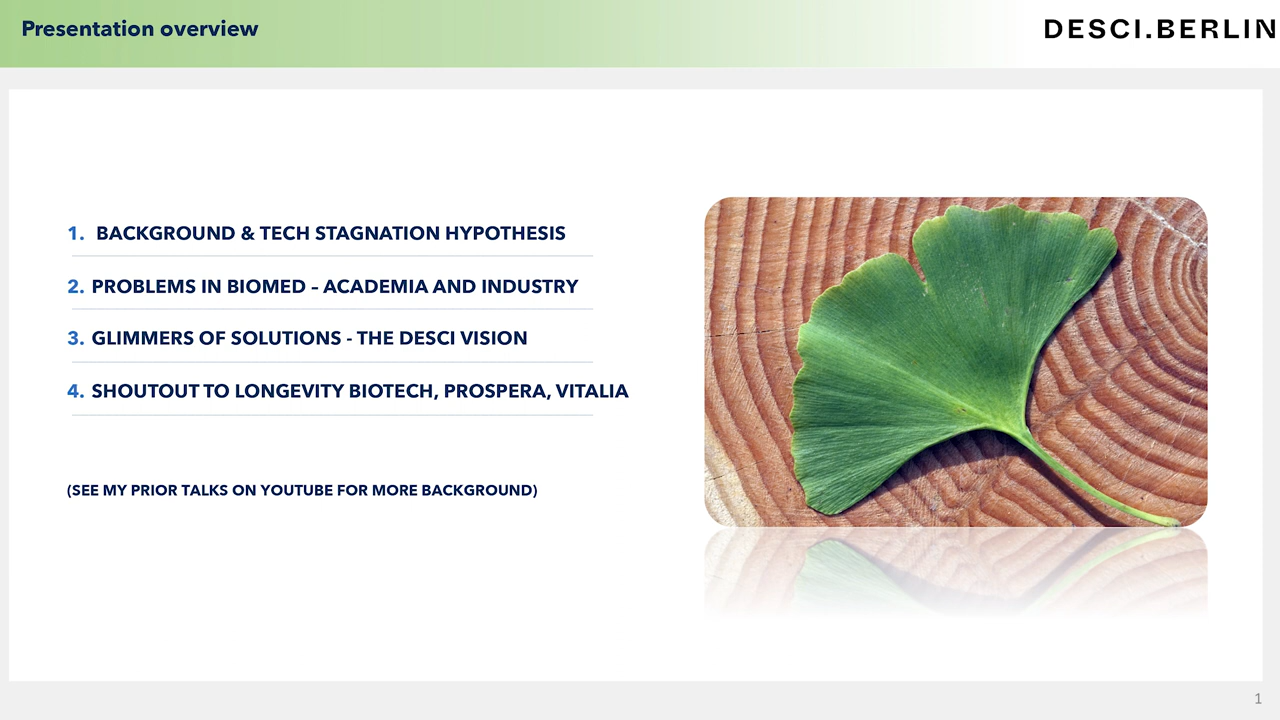 Presentation overview
DESCI.BERLIN
1. BACKGROUND & TECH STAGNATION HYPOTHESIS
2. PROBLEMS IN BIOMED – ACADEMIA AND INDUSTRY
3. GLIMMERS OF SOLUTIONS - THE DESCI VISION
4. SHOUTOUT TO LONGEVITY BIOTECH, PROSPERA, VITALIA
(SEE MY PRIOR TALKS ON YOUTUBE FOR MORE BACKGROUND)
1